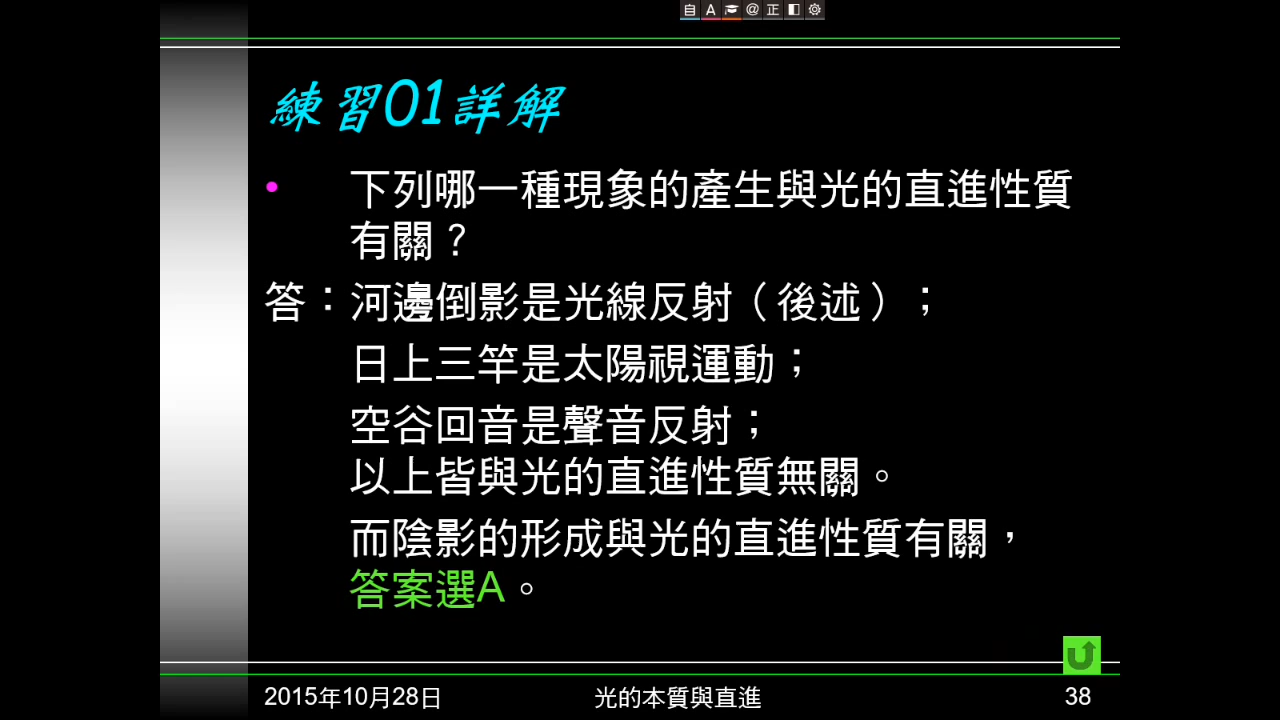 自 A @ 正
練習01詳解
• 下列哪一種現象的產生與光的直進性質
有關？
答：河邊倒影是光線反射（後述）；
日上三竿是太陽視運動；
空谷回音是聲音反射；
以上皆與光的直進性質無關。
而陰影的形成與光的直進性質有關，
答案選A。
2015年10月28日 光的本質與直進 38